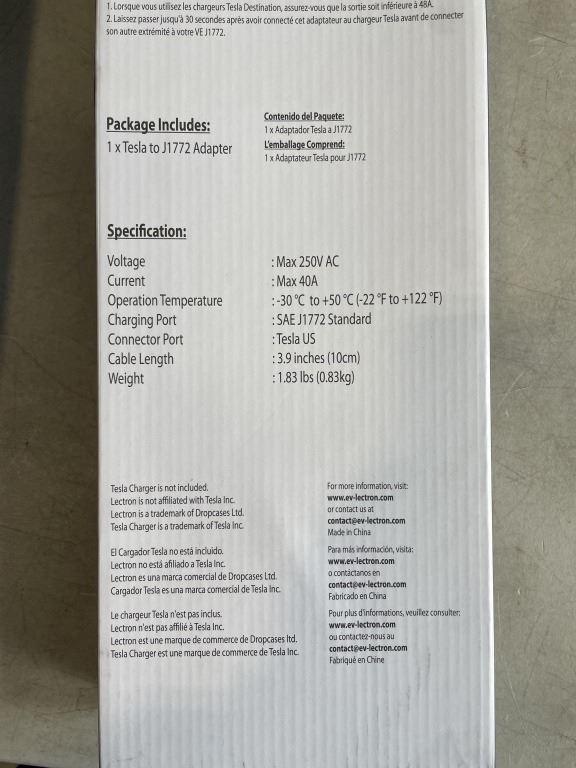 1. Lorsque vous utilisez les chargeurs Tesla Destination, assurez-vous que la sortie soit inférieure à 48A.
2. Laissez passer jusqu'à 30 secondes après avoir connecté cet adaptateur au chargeur Tesla avant de connecter
son autre extrémité à votre VE J1772.
Package Includes:
1 x Tesla to J1772 Adapter
Contenido del Paquete:
1 x Adaptador Tesla a J1772
L'emballage Comprend:
1 x Adaptateur Tesla pour J1772
Specification:
Voltage : Max 250V AC
Current : Max 40A
Operation Temperature : -30 °C to +50 °C (-22 °F to +122 °F)
Charging Port : SAE J1772 Standard
Connector Port : Tesla US
Cable Length : 3.9 inches (10cm)
Weight : 1.83 lbs (0.83kg)
Tesla Charger is not included.
Lectron is not affiliated with Tesla Inc.
Lectron is a trademark of Dropcases Ltd.
Tesla Charger is a trademark of Tesla Inc.
El Cargador Tesla no está incluido.
Lectron no está afiliado a Tesla Inc.
Lectron es una marca comercial de Dropcases Ltd.
Cargador Tesla es una marca comercial de Tesla Inc.
Le chargeur Tesla n'est pas inclus.
Lectron n'est pas affilié à Tesla Inc.
Lectron est une marque de commerce de Dropcases ltd.
Tesla Charger est une marque de commerce de Tesla Inc.
For more information, visit:
www.ev-lectron.com
or contact us at
contact@ev-lectron.com
Made in China
Para más información, visita:
www.ev-lectron.com
o contáctanos en
contact@ev-lectron.com
Fabricado en China
Pour plus d'informations, veuillez consulter:
www.ev-lectron.com
ou contactez-nous au
contact@ev-lectron.com
Fabriqué en Chine